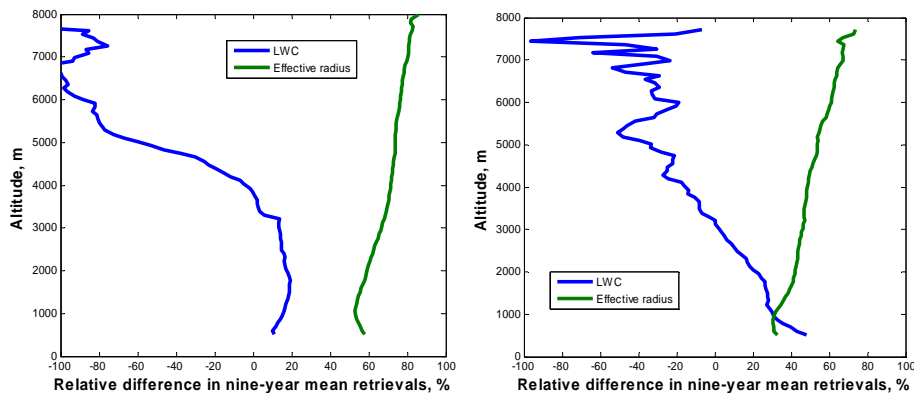 8000
7000
6000
5000
4000
3000
2000
1000
0
Altitude, m
LWC
Effective radius
-100 -80 -60 -40 -20 0 20 40 60 80 100
Relative difference in nine-year mean retrievals, %
8000
7000
6000
5000
4000
3000
2000
1000
0
Altitude, m
LWC
Effective radius
-100 -80 -60 -40 -20 0 20 40 60 80 100
Relative difference in nine-year mean retrievals, %